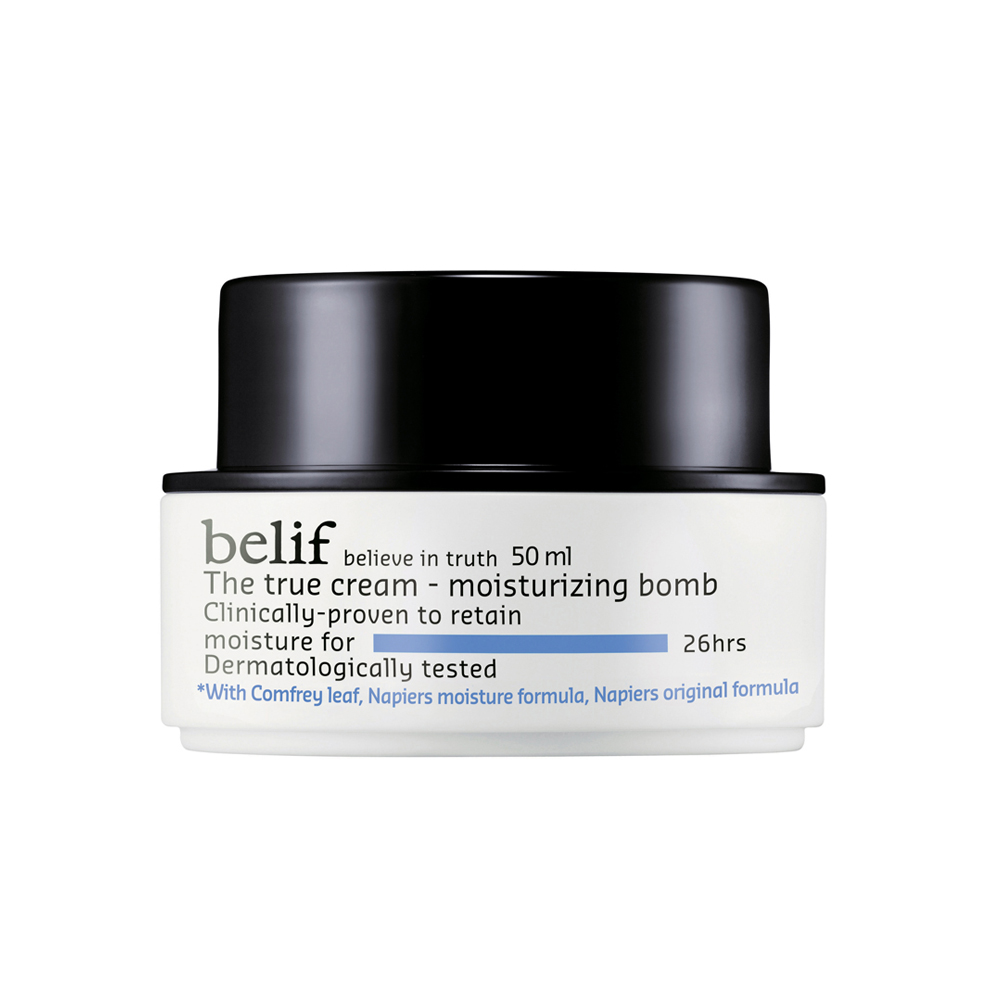 belif believe in truth 50 ml
The true cream - moisturizing bomb
Clinically-proven to retain
moisture for 26hrs
Dermatologically tested
*With Comfrey leaf, Napiers moisture formula, Napiers original formula